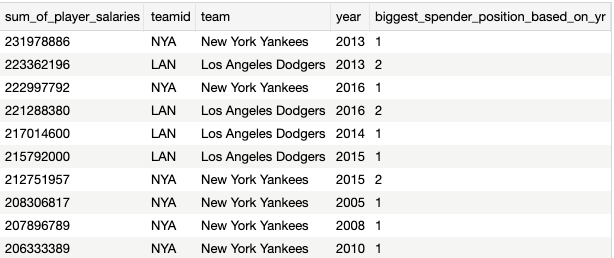 sum_of_player_salaries teamid team year biggest_spender_position_based_on_yr
231978886 NYA New York Yankees 2013 1
223362196 LAN Los Angeles Dodgers 2013 2
222997792 NYA New York Yankees 2016 1
221288380 LAN Los Angeles Dodgers 2016 2
217014600 LAN Los Angeles Dodgers 2014 1
215792000 LAN Los Angeles Dodgers 2015 1
212751957 NYA New York Yankees 2015 2
208306817 NYA New York Yankees 2005 1
207896789 NYA New York Yankees 2008 1
206333389 NYA New York Yankees 2010 1